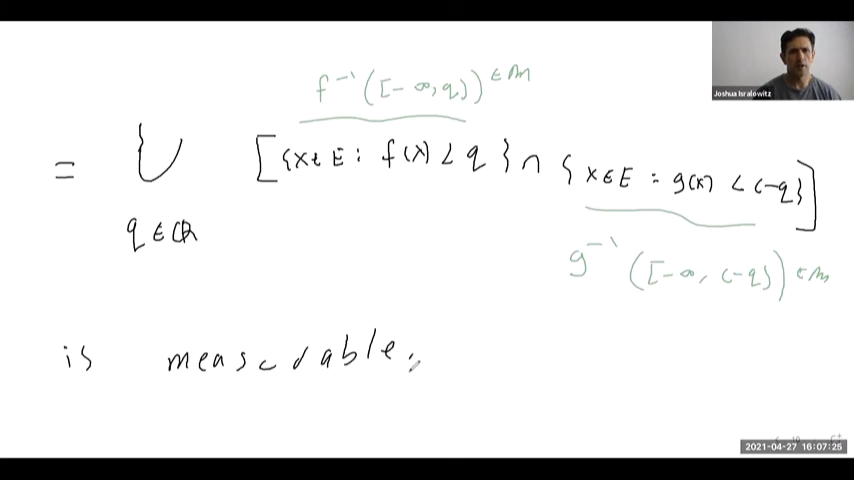 f⁻¹([-∞,q)) ∈ M
Joshua Isralowitz
= ∪ [{x∈E : f(x) < q} ∩ {x∈E : g(x) < c-q}]
q∈Q
g⁻¹([-∞, c-q)) ∈ M
is measurable.
2021-04-27 16:07:25